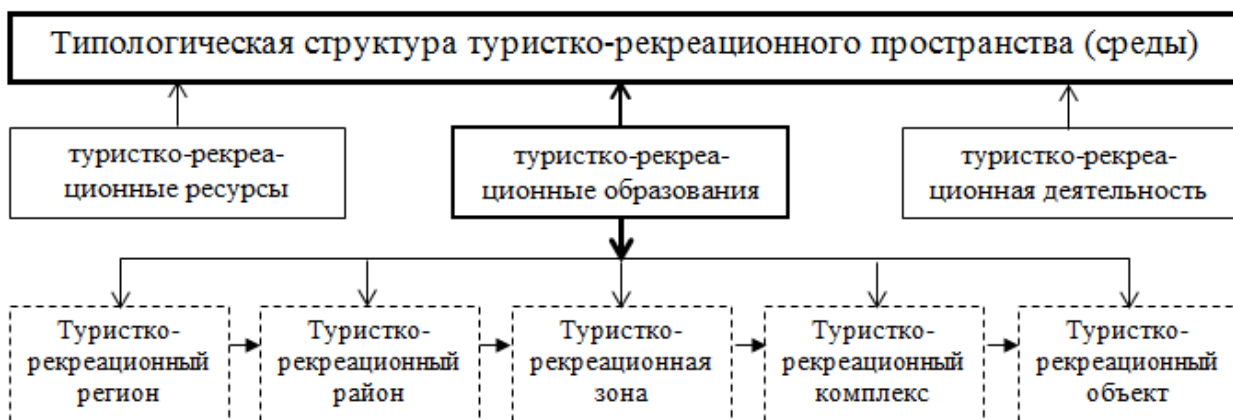 Типологическая структура туристко-рекреационного пространства (среды)
туристко-рекреа-
ционные ресурсы
туристко-рекреа-
ционные образования
туристко-рекреа-
ционная деятельность
Туристко-
рекреационный
регион
Туристко-
рекреационный
район
Туристко-
рекреационная
зона
Туристко-
рекреационный
комплекс
Туристко-
рекреационный
объект